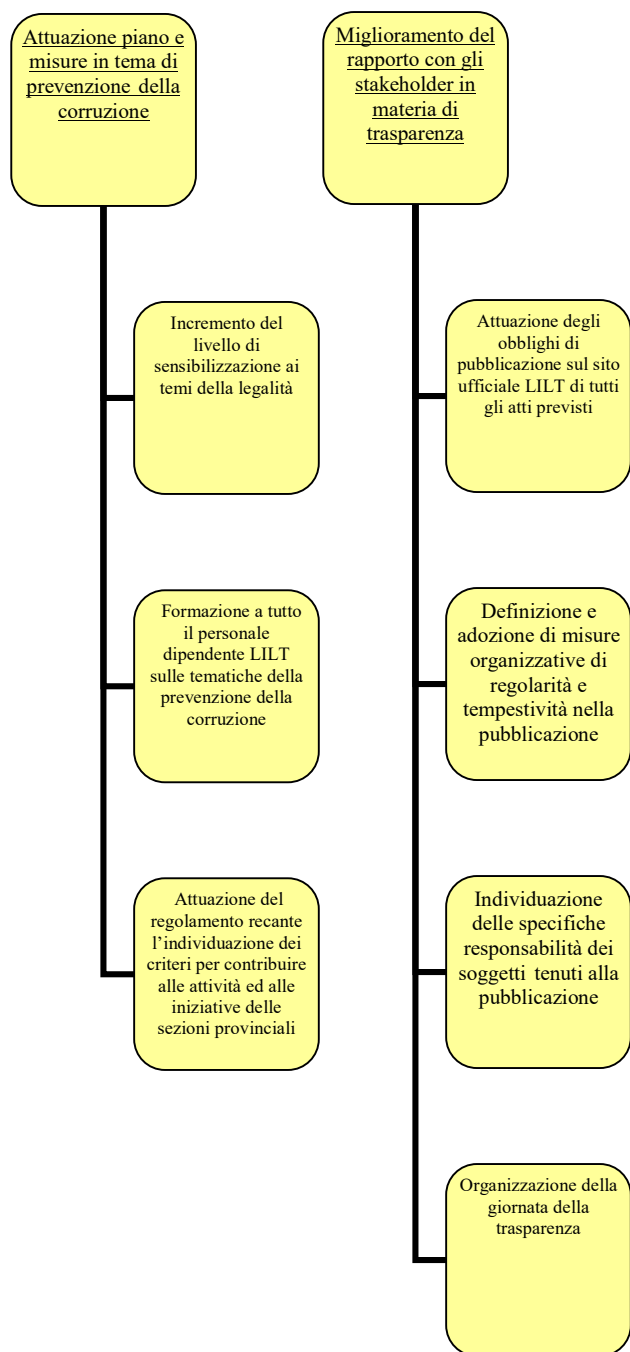 Attuazione piano e
misure in tema di
prevenzione della
corruzione
Incremento del
livello di
sensibilizzazione ai
temi della legalità
Formazione a tutto
il personale
dipendente LILT
sulle tematiche della
prevenzione della
corruzione
Attuazione del
regolamento recante
l’individuazione dei
criteri per contribuire
alle attività ed alle
iniziative delle
sezioni provinciali
Miglioramento del
rapporto con gli
stakeholder in
materia di
trasparenza
Attuazione degli
obblighi di
pubblicazione sul sito
ufficiale LILT di tutti
gli atti previsti
Definizione e
adozione di misure
organizzative di
regolarità e
tempestività nella
pubblicazione
Individuazione
delle specifiche
responsabilità dei
soggetti tenuti alla
pubblicazione
Organizzazione della
giornata della
trasparenza